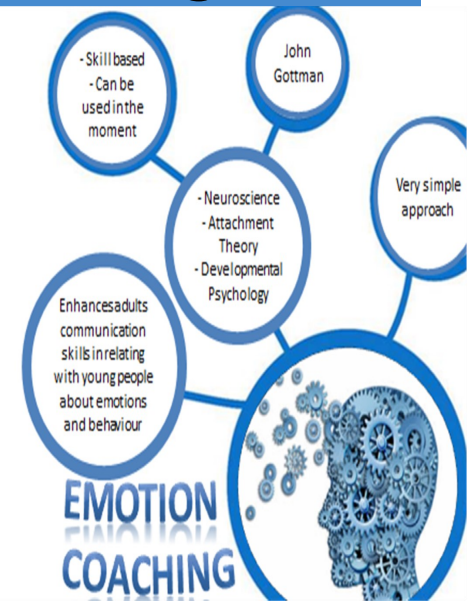 - Skill based
- Can be
used in the
moment
John
Gottman
- Neuroscience
- Attachment
Theory
- Developmental
Psychology
Very simple
approach
Enhances adults
communication
skills in relating
with young people
about emotions
and behaviour
EMOTION
COACHING